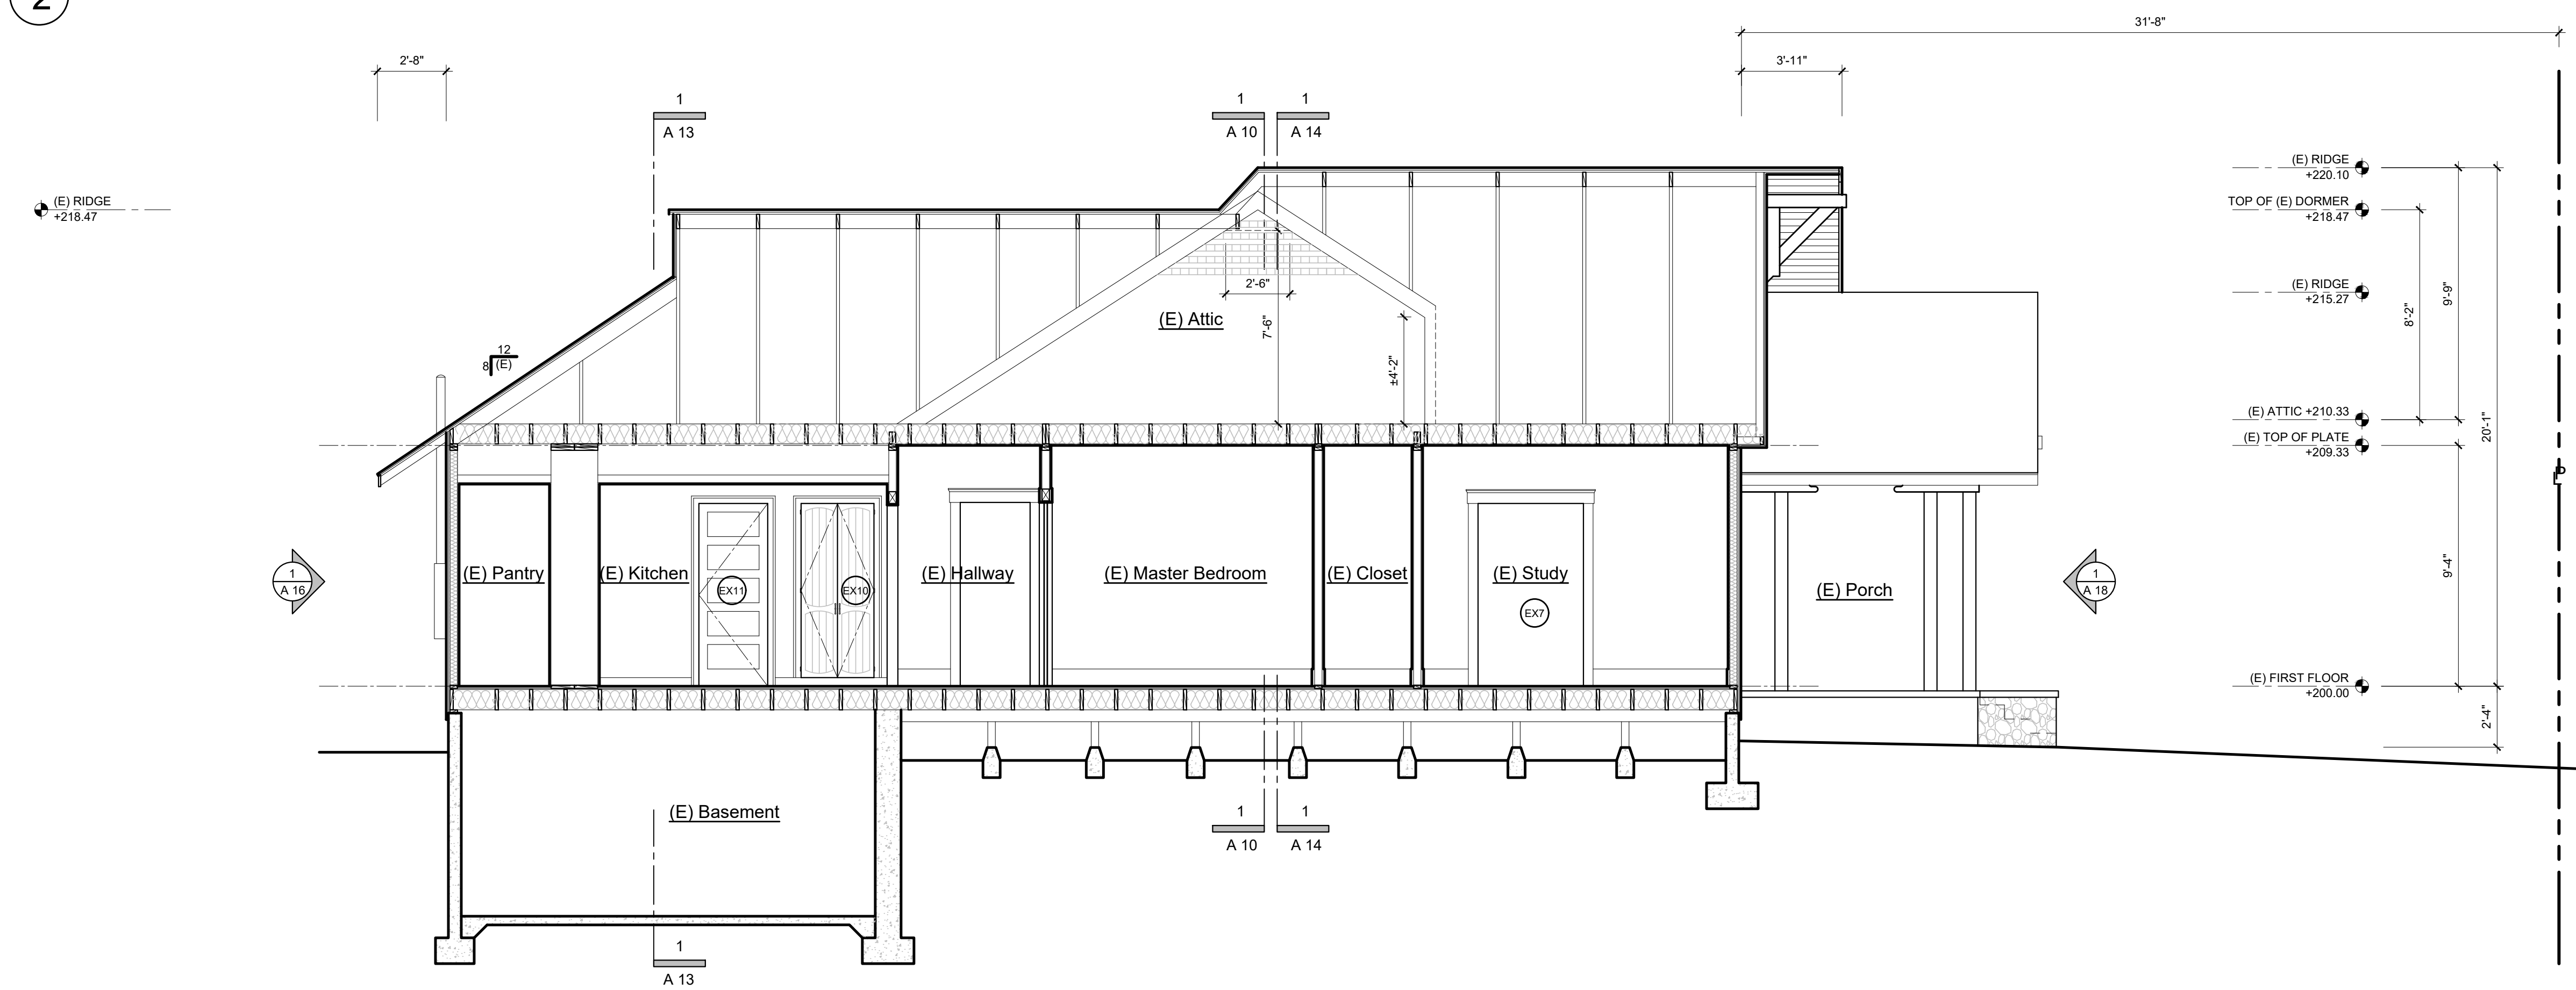 2
31'-8"
2'-8"
3'-11"
1
A 13
1
A 10
1
A 14
(E) RIDGE
+218.47
(E) RIDGE
+220.10
TOP OF (E) DORMER
+218.47
(E) RIDGE
+215.27
(E) ATTIC +210.33
(E) TOP OF PLATE
+209.33
(E) FIRST FLOOR
+200.00
8'-2"
9'-9"
20'-1"
9'-4"
2'-4"
2'-6"
7'-6"
±4'-2"
(E) Attic
12
8
(E)
1
A 16
(E) Pantry
(E) Kitchen
EX11
EX10
(E) Hallway
(E) Master Bedroom
(E) Closet
(E) Study
EX7
(E) Porch
1
A 18
PL
(E) Basement
1
A 10
1
A 14
1
A 13